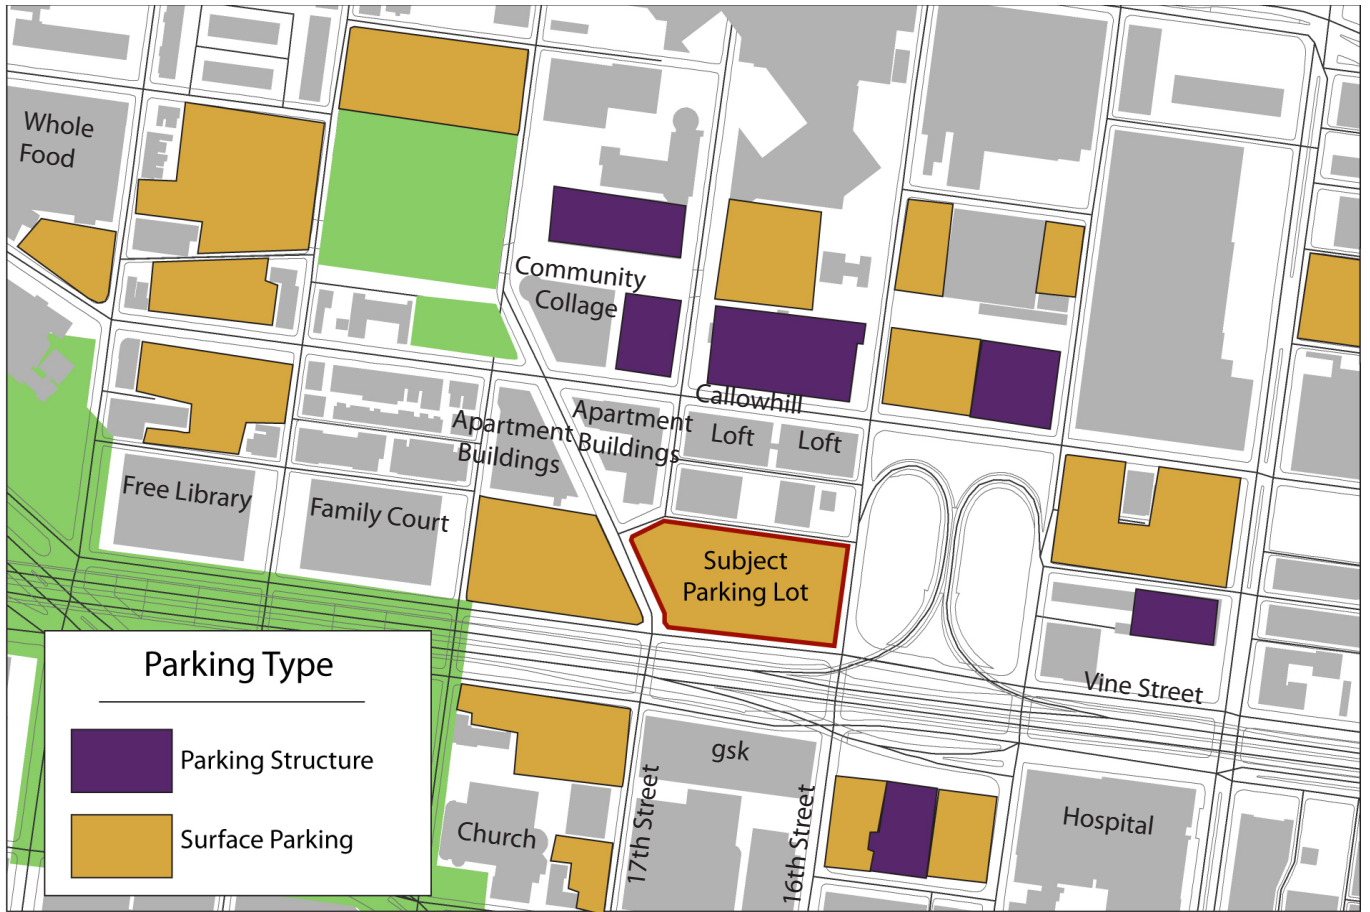 Whole
Food
Community
Collage
Callowhill
Apartment
Buildings
Apartment
Buildings
Loft
Loft
Free Library
Family Court
Subject
Parking Lot
Vine Street
Parking Type
Parking Structure
Surface Parking
gsk
Church
17th Street
16th Street
Hospital